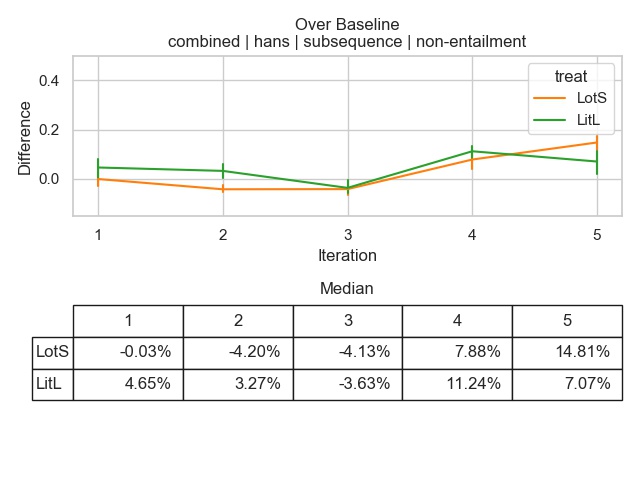 Over Baseline
combined | hans | subsequence | non-entailment
treat
LotS
LitL
0.4
0.2
0.0
Difference
1 2 3 4 5
Iteration
Median
1 2 3 4 5
LotS -0.03% -4.20% -4.13% 7.88% 14.81%
LitL 4.65% 3.27% -3.63% 11.24% 7.07%